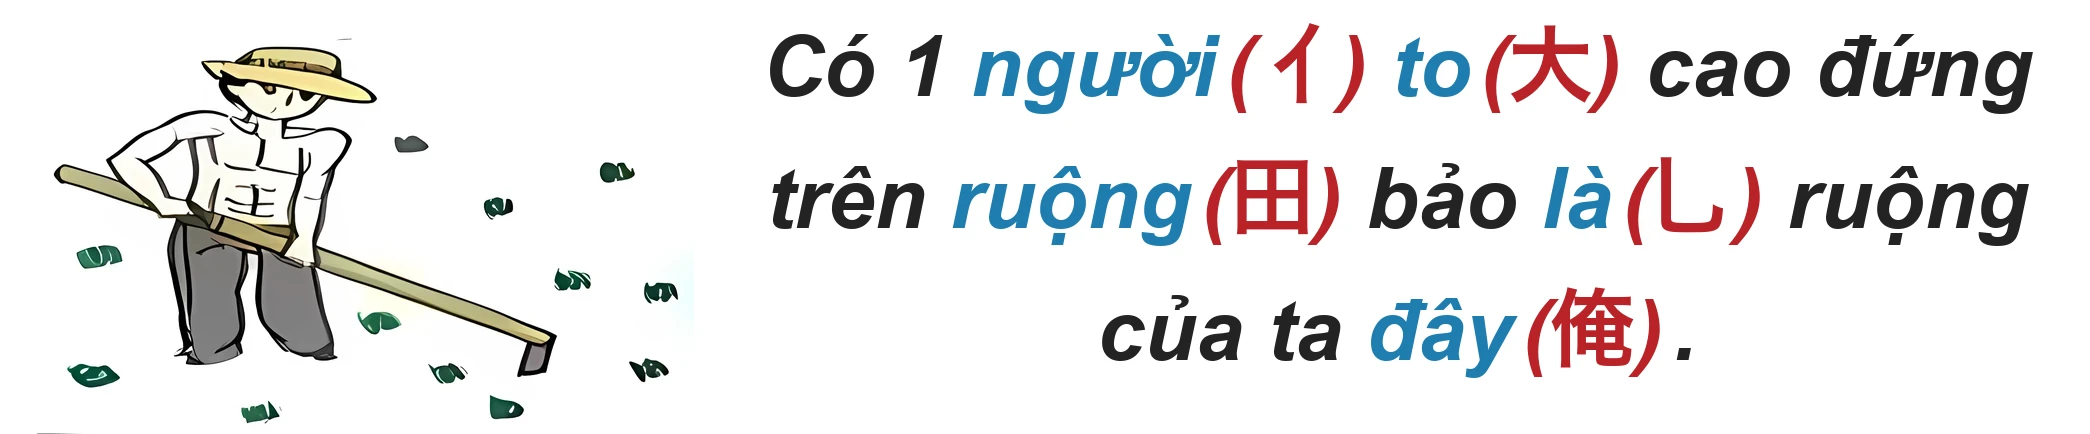 Có 1 người(亻) to(大) cao đứng
trên ruộng(田) bảo là(乚) ruộng
của ta đây(俺).